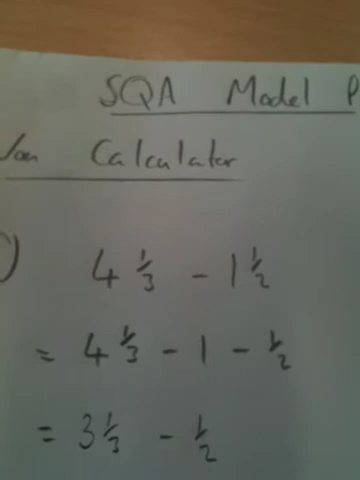 SQA Model P
Non Calculator
) 4 1/3 - 1 1/2
= 4 1/3 - 1 - 1/2
= 3 1/3 - 1/2